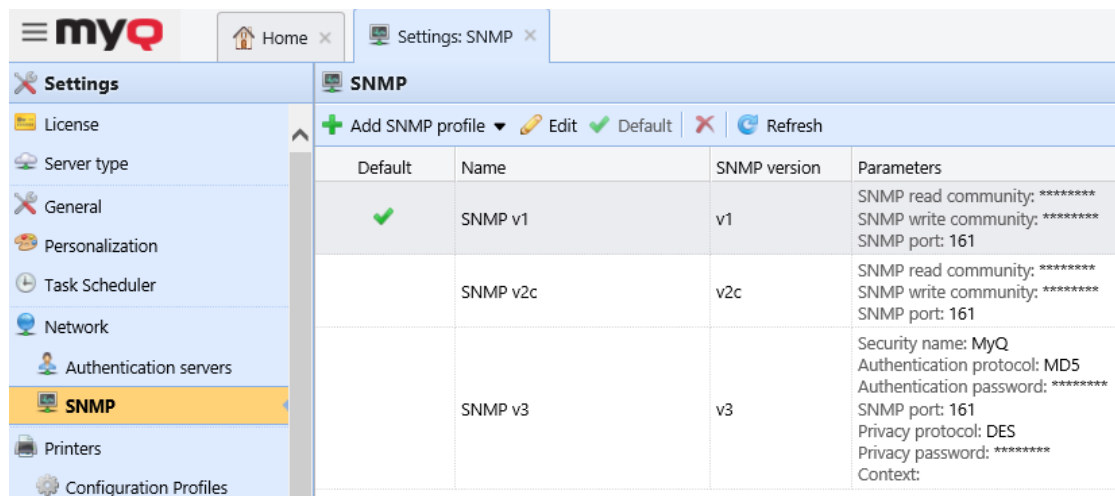 myQ
Home
Settings: SNMP
Settings
License
Server type
General
Personalization
Task Scheduler
Network
Authentication servers
SNMP
Printers
Configuration Profiles
SNMP
Add SNMP profile Edit Default Refresh
Default Name SNMP version Parameters
SNMP v1 v1
SNMP read community: ********
SNMP write community: ********
SNMP port: 161
SNMP v2c v2c
SNMP read community: ********
SNMP write community: ********
SNMP port: 161
SNMP v3 v3
Security name: MyQ
Authentication protocol: MD5
Authentication password: ********
SNMP port: 161
Privacy protocol: DES
Privacy password: ********
Context: